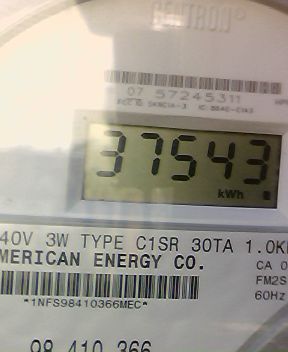 CENTRON®
07 57245311
37543
kWh
40V 3W TYPE C1SR 30TA 1.0K
MERICAN ENERGY CO.
CA 0
FM2S
60Hz
*1NFS98410366MEC*
98 410 366